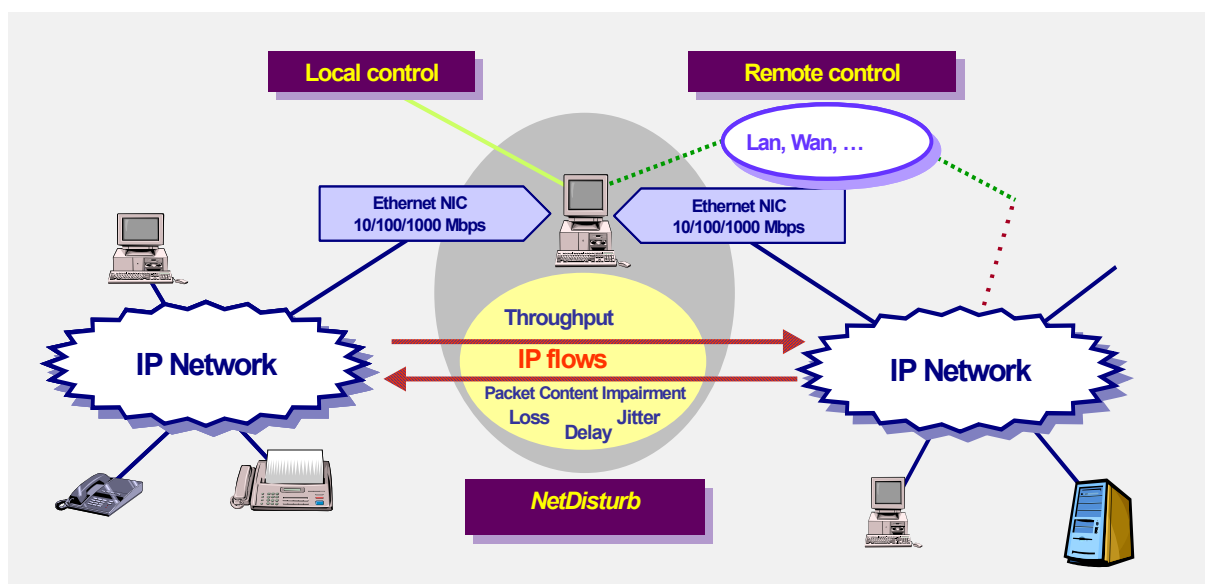 Local control
Remote control
Lan, Wan, …
Ethernet NIC
10/100/1000 Mbps
Ethernet NIC
10/100/1000 Mbps
Throughput
IP Network
IP flows
IP Network
Packet Content Impairment
Loss
Jitter
Delay
NetDisturb